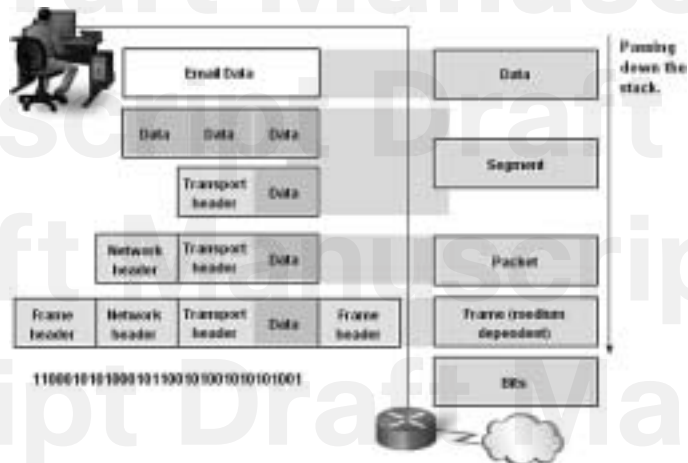 Email Data
Data
Passing
down the
stack.
Data Data Data
Segment
Transport
header
Data
Network
header
Transport
header
Data
Packet
Frame
header
Network
header
Transport
header
Data
Frame
header
Frame (medium
dependent)
Bits